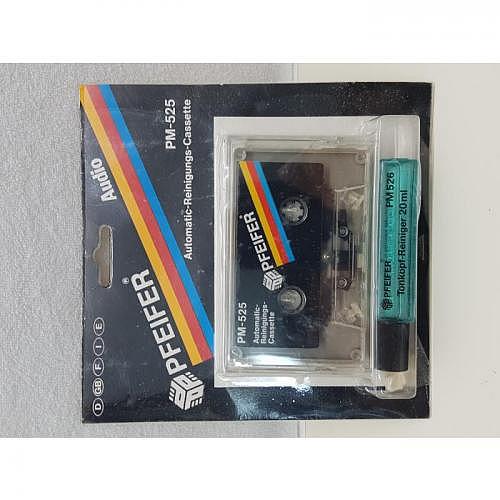 Audio
PM-525
Automatic-Reinigungs-Cassette
PFEIFER®
D GB F I E
PM-525
Automatic-
Reinigungs-
Cassette
PFEIFER®
PFEIFER PM 526
Tonkopf-Reiniger 20 ml